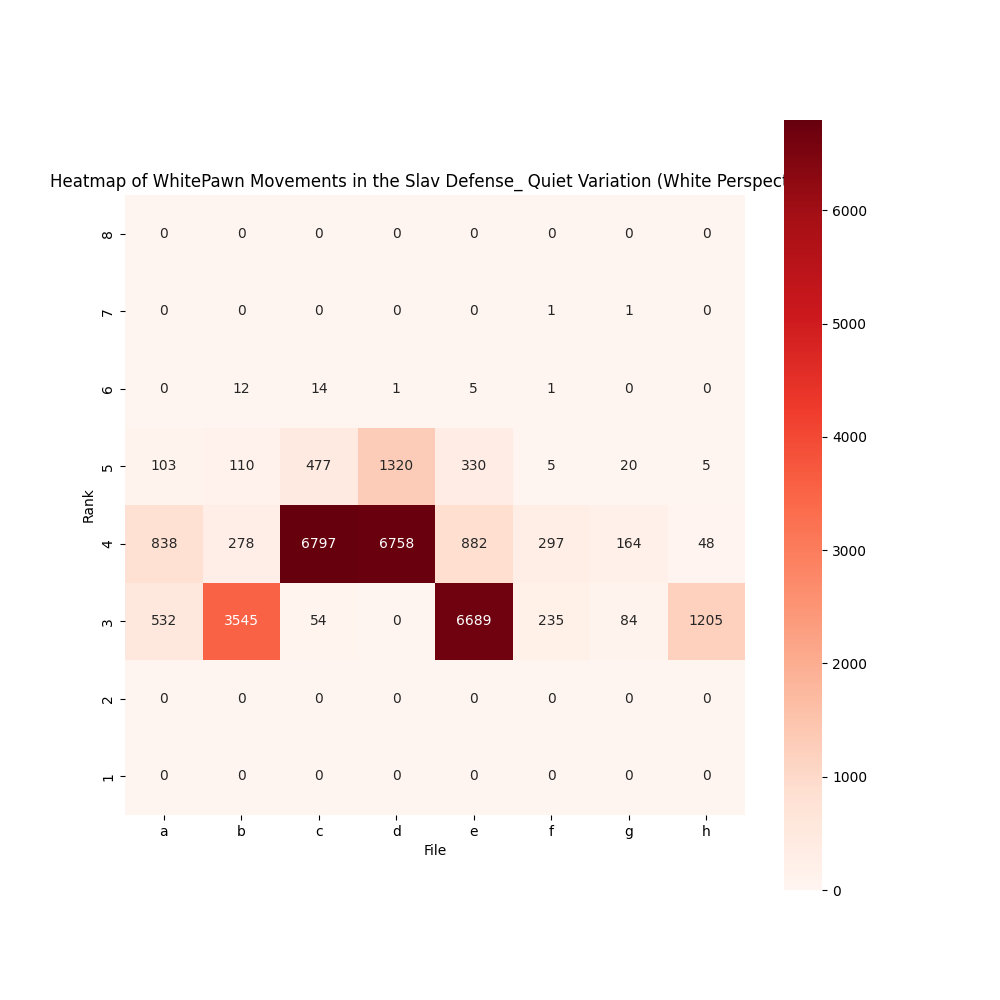 Heatmap of WhitePawn Movements in the Slav Defense_ Quiet Variation (White Perspect
8 0 0 0 0 0 0 0 0
7 0 0 0 0 0 1 1 0
6 0 12 14 1 5 1 0 0
5 103 110 477 1320 330 5 20 5
4 838 278 6797 6758 882 297 164 48
3 532 3545 54 0 6689 235 84 1205
2 0 0 0 0 0 0 0 0
1 0 0 0 0 0 0 0 0
a b c d e f g h
File
Rank
6000
5000
4000
3000
2000
1000
0